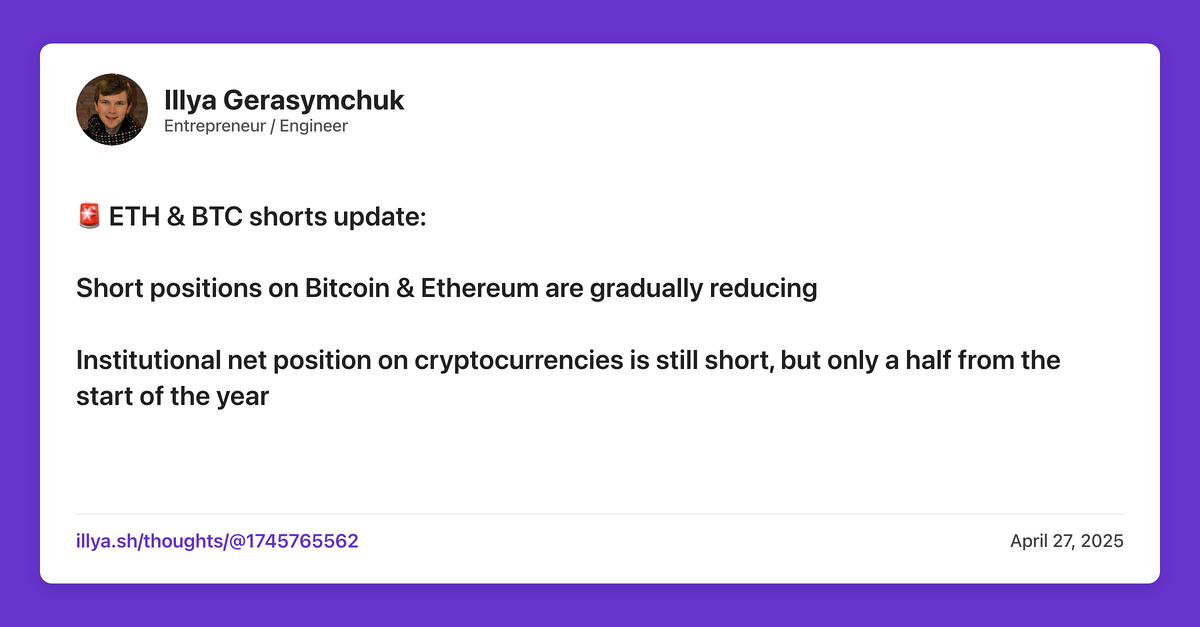 Illya Gerasymchuk
Entrepreneur / Engineer
🚨 ETH & BTC shorts update:
Short positions on Bitcoin & Ethereum are gradually reducing
Institutional net position on cryptocurrencies is still short, but only a half from the
start of the year
illya.sh/thoughts/@1745765562
April 27, 2025